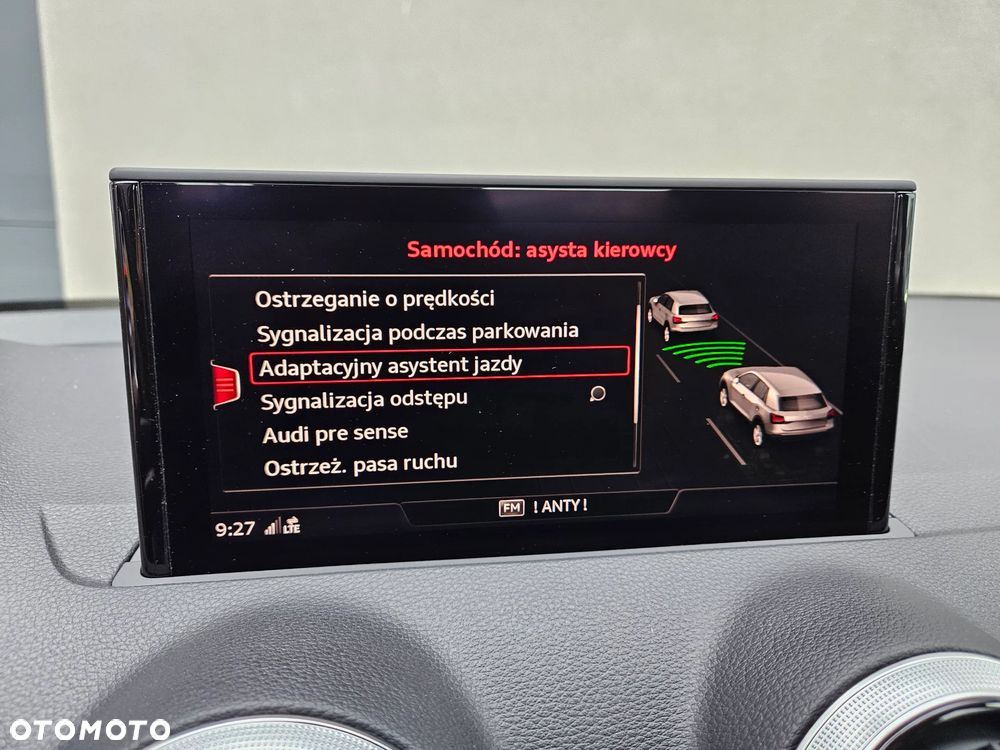 Samochód: asysta kierowcy
Ostrzeganie o prędkości
Sygnalizacja podczas parkowania
Adaptacyjny asystent jazdy
Sygnalizacja odstępu
Audi pre sense
Ostrzeż. pasa ruchu
FM ! ANTY !
9:27 LTE
OTOMOTO